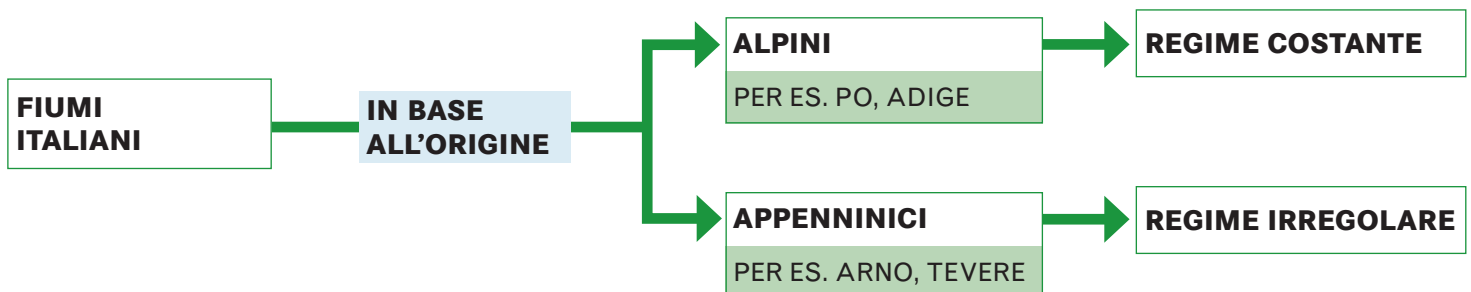 FIUMI
ITALIANI
IN BASE
ALL'ORIGINE
ALPINI
PER ES. PO, ADIGE
REGIME COSTANTE
APPENNINICI
PER ES. ARNO, TEVERE
REGIME IRREGOLARE